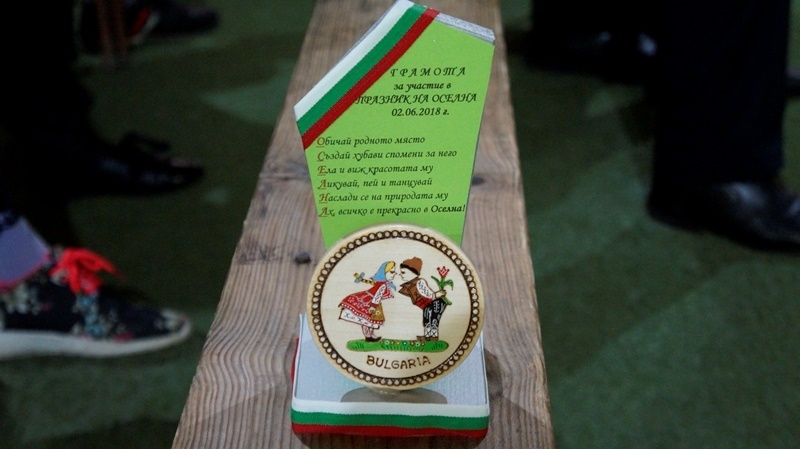 ГРАМОТА
за участие в
ПРАЗНИК НА ОСЕЛНА
02.06.2018 г.
Обичай родното място
Създай хубави спомени за него
Ела и виж красотата му
Ликувай, пей и танцувай
Наслади се на природата му
Ах, всичко е прекрасно в Оселна!
BULGARIA